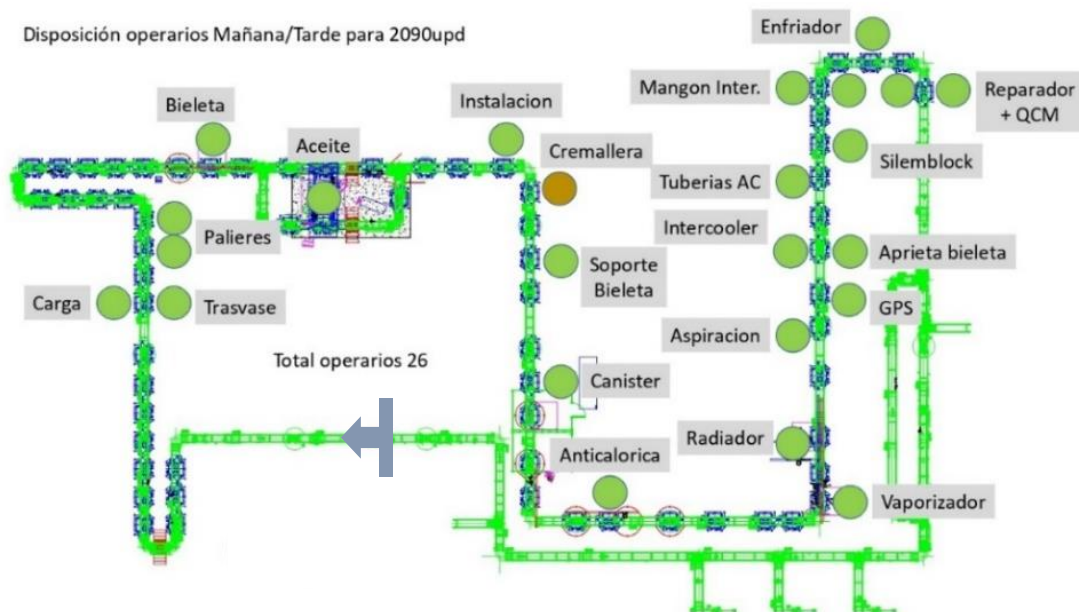 Disposición operarios Mañana/Tarde para 2090upd
Enfriador
Bieleta
Instalacion
Mangon Inter.
Reparador
+ QCM
Aceite
Cremallera
Silemblock
Tuberias AC
Palieres
Intercooler
Aprieta bieleta
Soporte
Bieleta
Carga
Trasvase
GPS
Aspiracion
Total operarios 26
Canister
Radiador
Anticalorica
Vaporizador